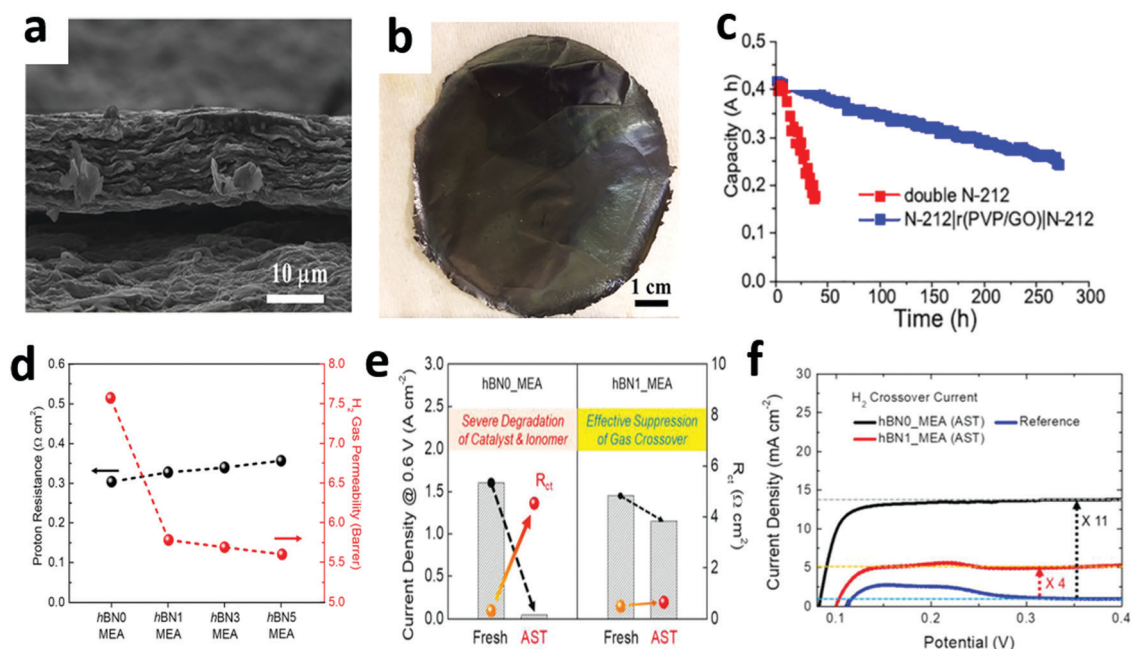 a
10 μm
b
1 cm
c
0,5
0.4
0.3
0.2
0.1
0.0
Capacity (A h)
double N-212
N-212|r(PVP/GO)|N-212
0 50 100 150 200 250 300
Time (h)
d
0.6
0.5
0.4
0.3
0.2
0.1
0.0
Proton Resistance (Ω cm²)
8.0
7.5
7.0
6.5
6.0
5.5
5.0
H₂ Gas Permeability (Barrer)
hBN0 hBN1 hBN3 hBN5
MEA MEA MEA MEA
e
3.0
2.5
2.0
1.5
1.0
0.5
0.0
Current Density @ 0.6 V (A cm⁻²)
hBN0_MEA hBN1_MEA
Severe Degradation
of Catalyst & Ionomer
Effective Suppression
of Gas Crossover
Rct
10
8
6
4
2
0
Rct (Ω cm²)
Fresh AST Fresh AST
f
30
25
20
15
10
5
0
Current Density (mA cm⁻²)
H₂ Crossover Current
hBN0_MEA (AST) Reference
hBN1_MEA (AST)
X 11
X 4
0.1 0.2 0.3 0.4
Potential (V)